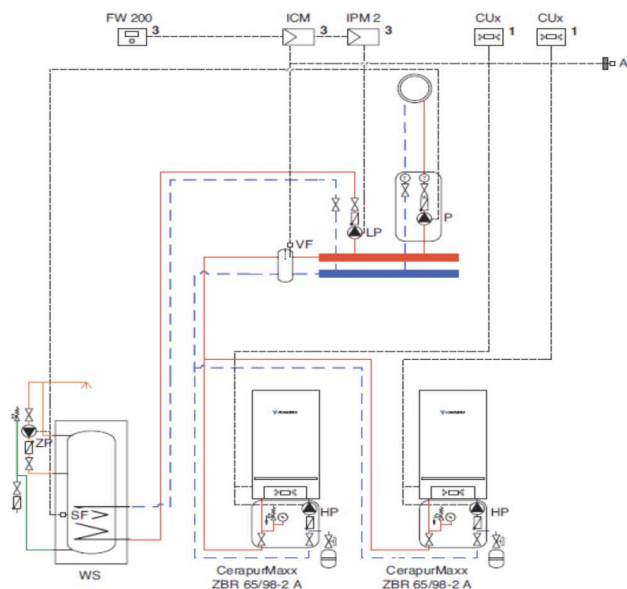 FW 200
3
ICM
3
IPM 2
3
CUx
1
CUx
1
A
P
LP
VF
ZP
SF
HP
HP
WS
CerapurMaxx
ZBR 65/98-2 A
CerapurMaxx
ZBR 65/98-2 A